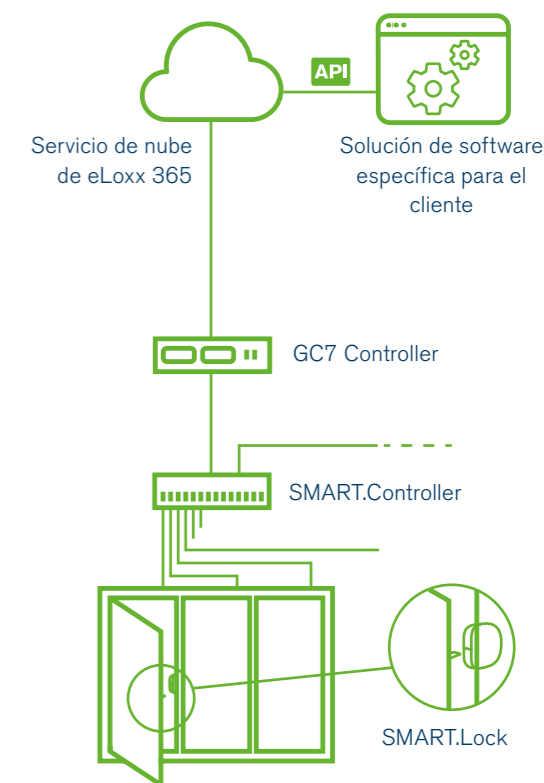 API
Servicio de nube
de eLoxx 365
Solución de software
específica para el
cliente
GC7 Controller
SMART.Controller
SMART.Lock